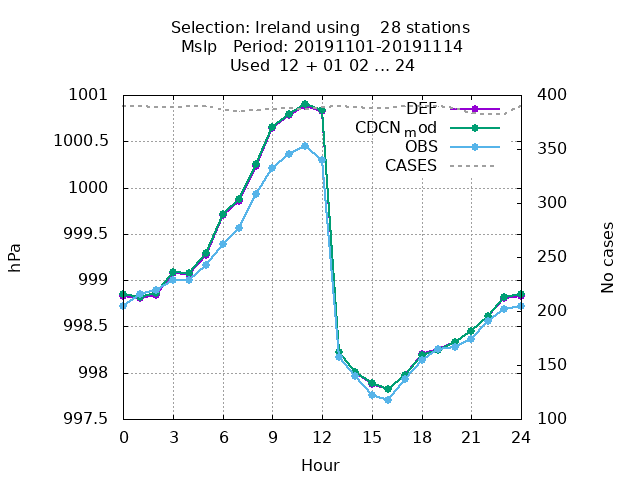 Selection: Ireland using    28 stations
Mslp   Period: 20191101-20191114
Used  12 + 01 02 ... 24
1001
1000.5
1000
999.5
999
998.5
998
997.5
hPa
400
350
300
250
200
150
100
No cases
DEF
CDCN_mod
OBS
CASES
0 3 6 9 12 15 18 21 24
Hour